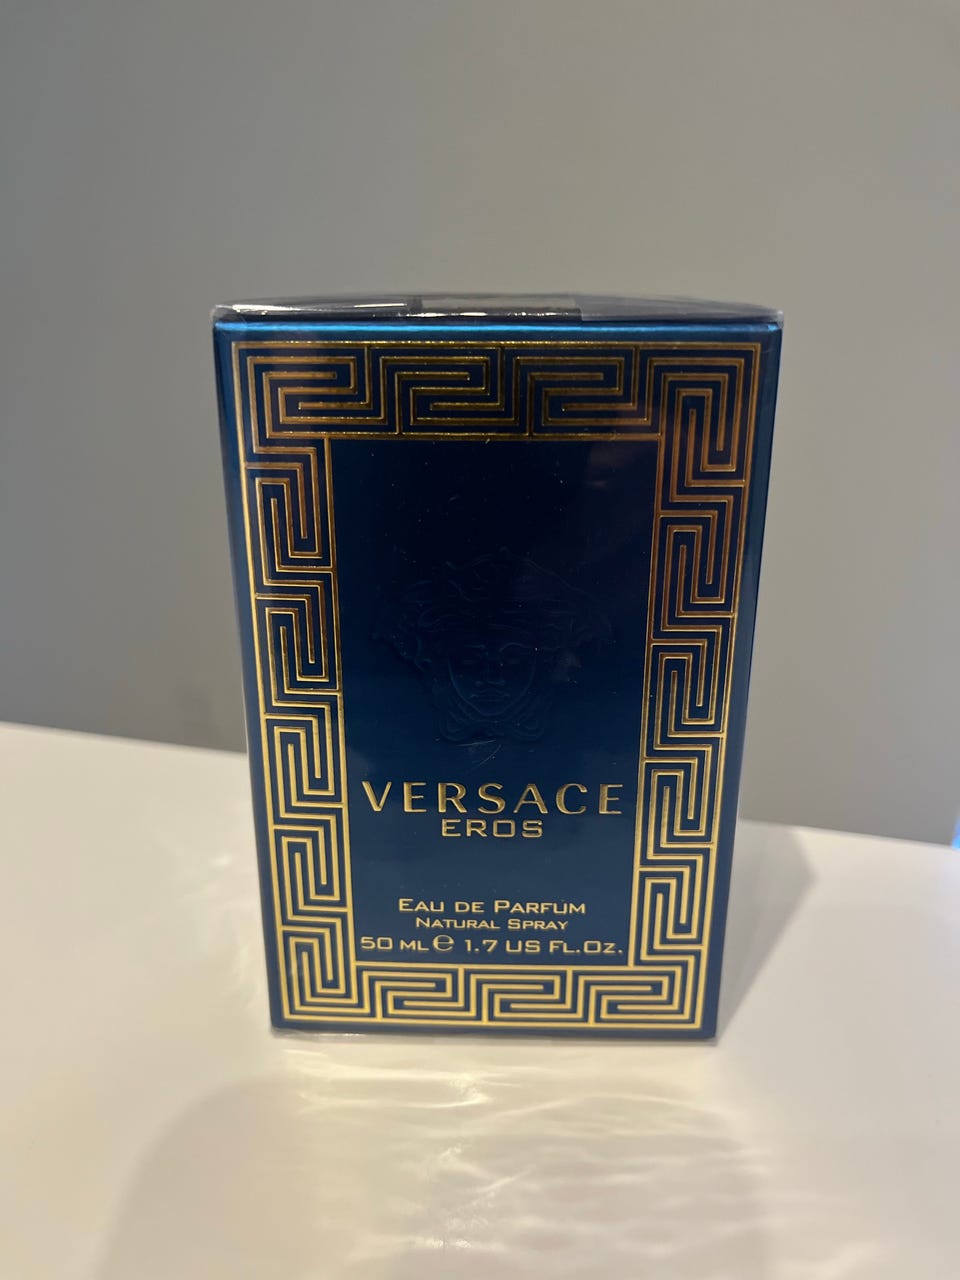 VERSACE
EROS
EAU DE PARFUM
NATURAL SPRAY
50 ML ℮ 1.7 US FL.OZ.